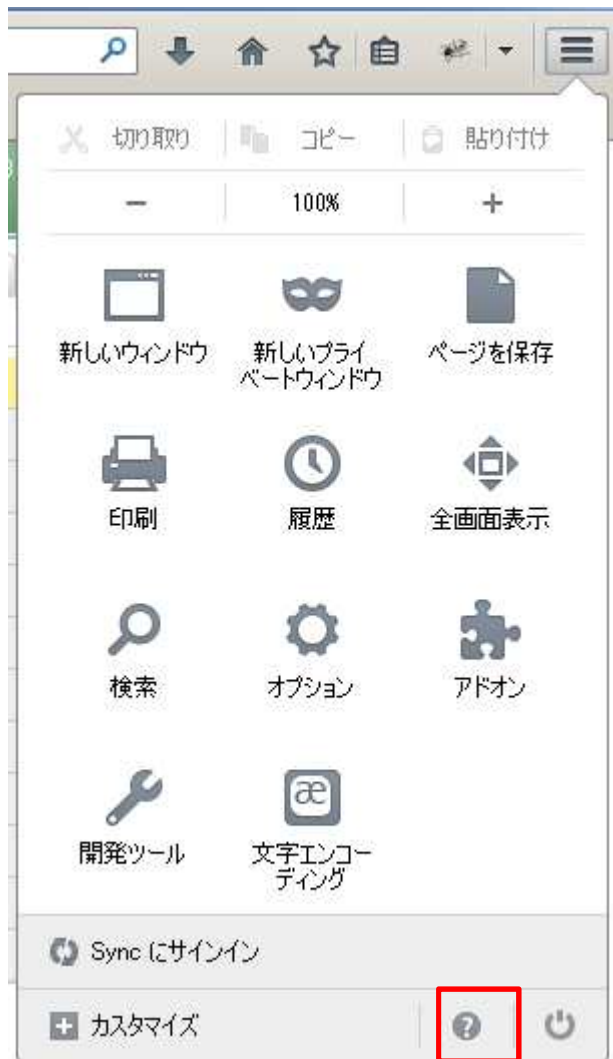 切り取り コピー 貼り付け
− 100% +
新しいウィンドウ 新しいプライ ページを保存
ベートウィンドウ
印刷 履歴 全画面表示
検索 オプション アドオン
æ
開発ツール 文字エンコー
ディング
Sync にサインイン
カスタマイズ ?